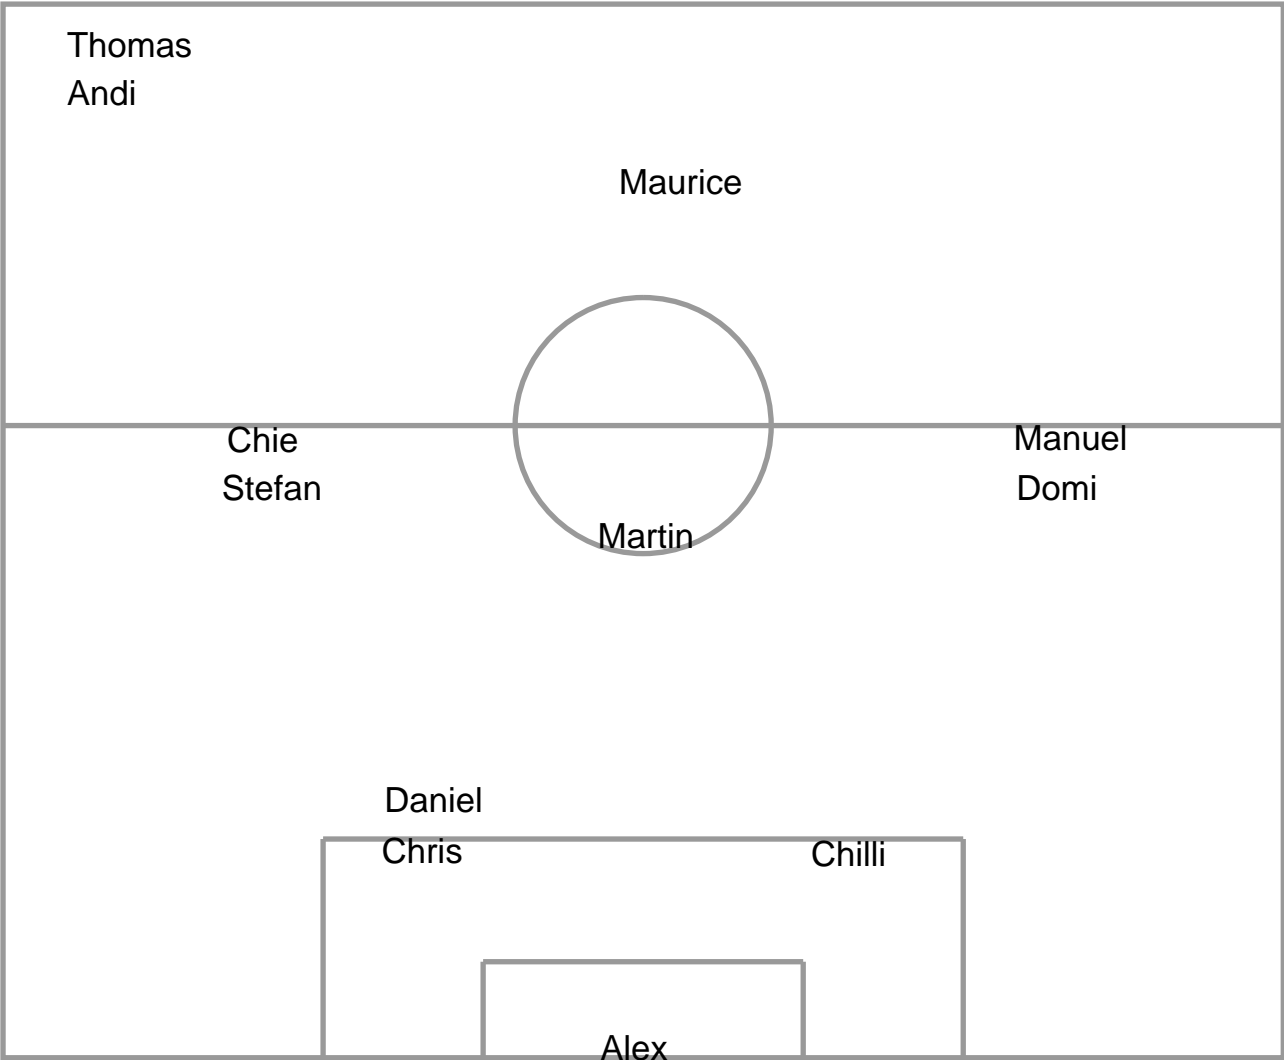 Thomas
Andi
Maurice
Chie
Manuel
Stefan
Domi
Martin
Daniel
Chris
Chilli
Alex